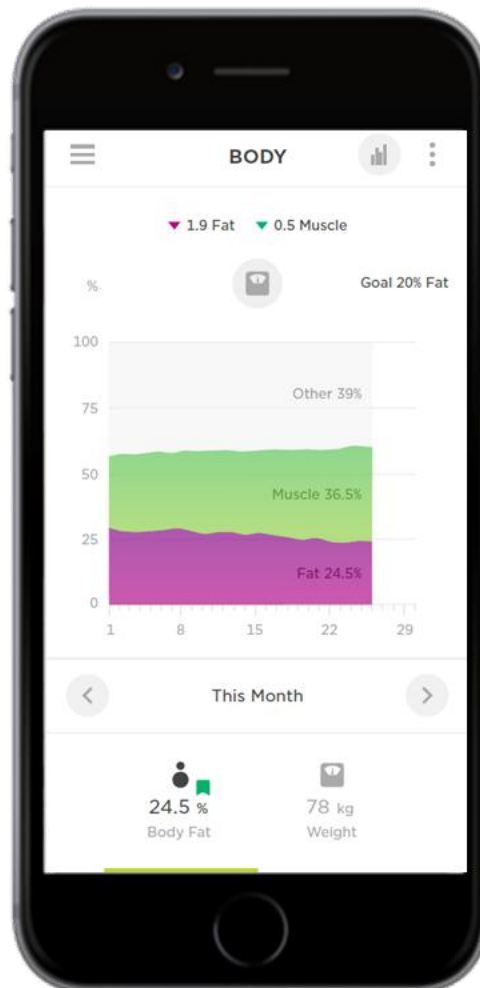 BODY
▼ 1.9 Fat ▼ 0.5 Muscle
% Goal 20% Fat
100
Other 39%
75
50
Muscle 36.5%
25
Fat 24.5%
0
1 8 15 22 29
This Month
24.5 % 78 kg
Body Fat Weight